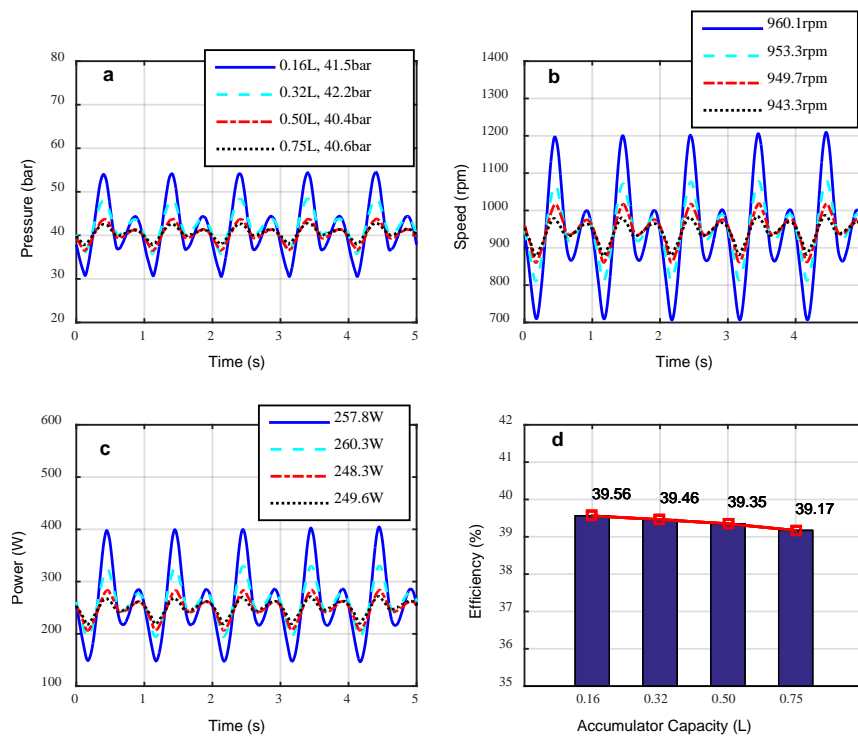 a
80
70
60
50
40
30
20
Pressure (bar)
0.16L, 41.5bar
0.32L, 42.2bar
0.50L, 40.4bar
0.75L, 40.6bar
0 1 2 3 4 5
Time (s)
b
1400
1300
1200
1100
1000
900
800
700
Speed (rpm)
960.1rpm
953.3rpm
949.7rpm
943.3rpm
0 1 2 3 4
Time (s)
c
600
500
400
300
200
100
Power (W)
257.8W
260.3W
248.3W
249.6W
0 1 2 3 4 5
Time (s)
d
42
41
40
39
38
37
36
35
Efficiency (%)
39.56 39.46 39.35 39.17
0.16 0.32 0.50 0.75
Accumulator Capacity (L)